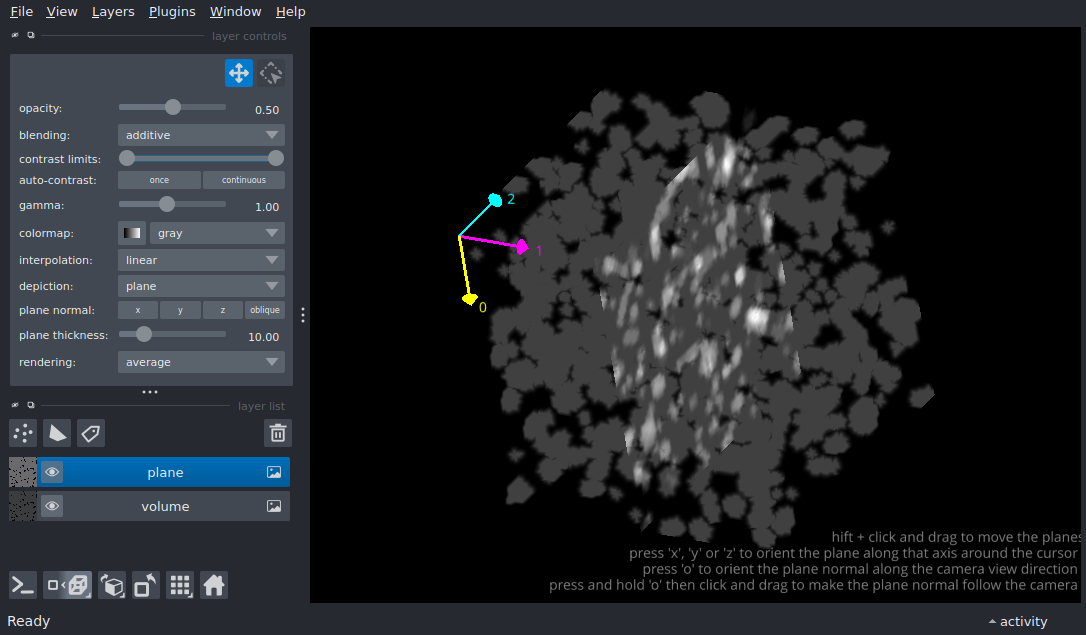 File View Layers Plugins Window Help
layer controls
opacity: 0.50
blending: additive
contrast limits:
auto-contrast: once continuous
gamma: 1.00
colormap: gray
interpolation: linear
depiction: plane
plane normal: x y z oblique
plane thickness: 10.00
rendering: average
layer list
plane
volume
2
1
0
hift + click and drag to move the planes
press 'x', 'y' or 'z' to orient the plane along that axis around the cursor
press 'o' to orient the plane normal along the camera view direction
press and hold 'o' then click and drag to make the plane normal follow the camera
Ready activity